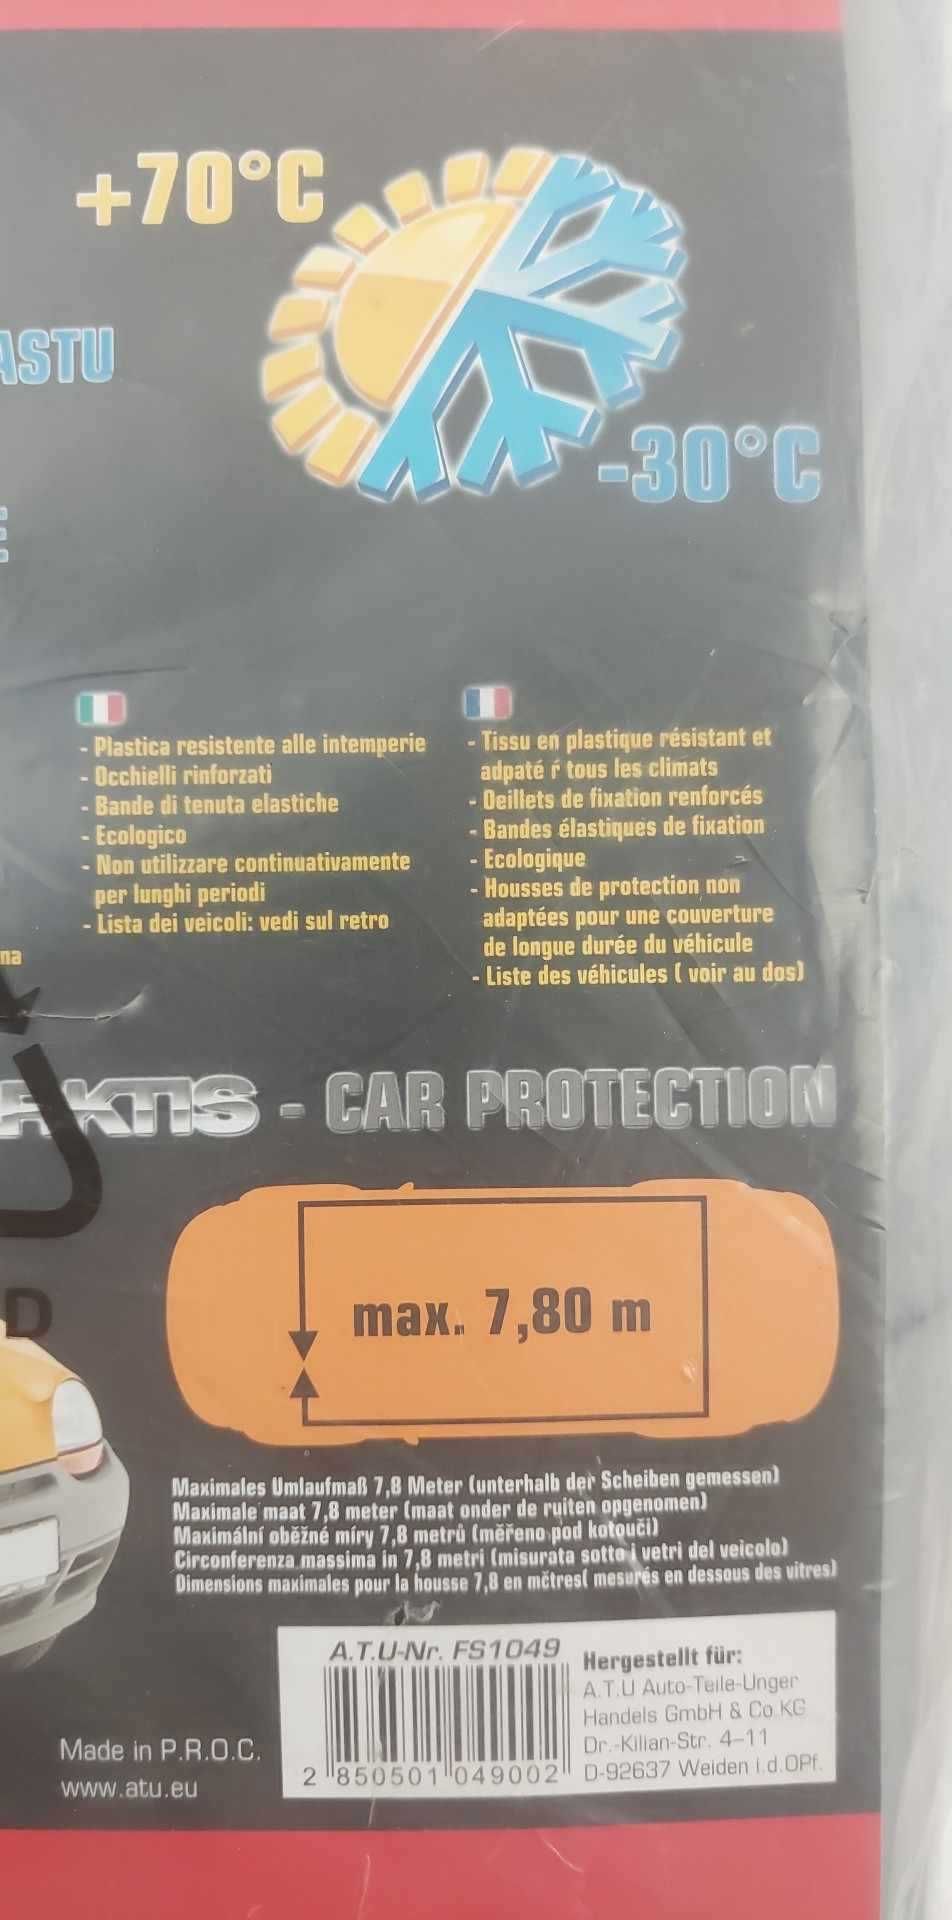 +70°C
ASTU
-30°C
E
- Plastica resistente alle intemperie
- Occhielli rinforzati
- Bande di tenuta elastiche
- Ecologico
- Non utilizzare continuativamente
per lunghi periodi
- Lista dei veicoli: vedi sul retro
- Tissu en plastique résistant et
adpaté ŕ tous les climats
- Deillets de fixation renforcés
- Bandes élastiques de fixation
- Ecologique
- Housses de protection non
adaptées pour une couverture
de longue durée du véhicule
- Liste des véhicules ( voir au dos)
na
U
RKTIS - CAR PROTECTION
D
max. 7,80 m
Maximales Umlaufmaß 7,8 Meter (unterhalb der Scheiben gemessen)
Maximale maat 7,8 meter (maat onder de ruiten opgenomen)
Maximální oběžné míry 7,8 metrů (měřeno pod kotouči)
Circonferenza massima in 7,8 metri (misurata sotto i vetri del veicolo)
Dimensions maximales pour la housse 7,8 en mčtres( mesurés en dessous des vitres)
A.T.U-Nr. FS1049
2 850501 049002
Hergestellt für:
A.T.U Auto-Teile-Unger
Handels GmbH & Co.KG
Dr.-Kilian-Str. 4-11
D-92637 Weiden i.d.OPf.
Made in P.R.O.C.
www.atu.eu